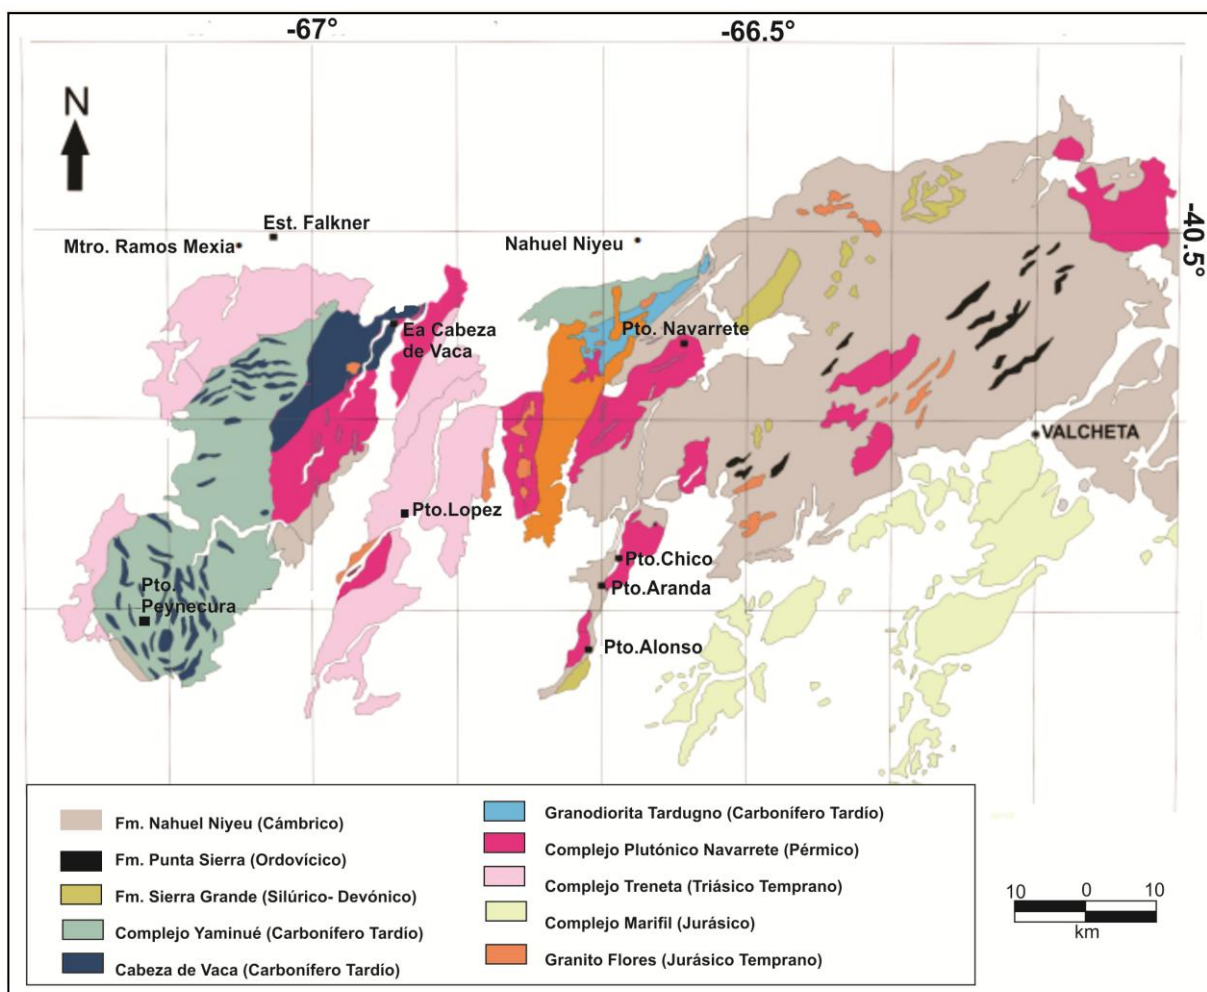 -67°
-66.5°
N
Est. Falkner
Mtro. Ramos Mexia
Nahuel Niyeu
-40.5°
Ea Cabeza
de Vaca
Pto. Navarrete
VALCHETA
Pto.Lopez
Pto.Chico
Pto.
Peynecura
Pto.Aranda
Pto.Alonso
Fm. Nahuel Niyeu (Cámbrico)
Fm. Punta Sierra (Ordovícico)
Fm. Sierra Grande (Silúrico- Devónico)
Complejo Yaminué (Carbonífero Tardío)
Cabeza de Vaca (Carbonífero Tardío)
Granodiorita Tardugno (Carbonífero Tardío)
Complejo Plutónico Navarrete (Pérmico)
Complejo Treneta (Triásico Temprano)
Complejo Marifil (Jurásico)
Granito Flores (Jurásico Temprano)
10 0 10
km